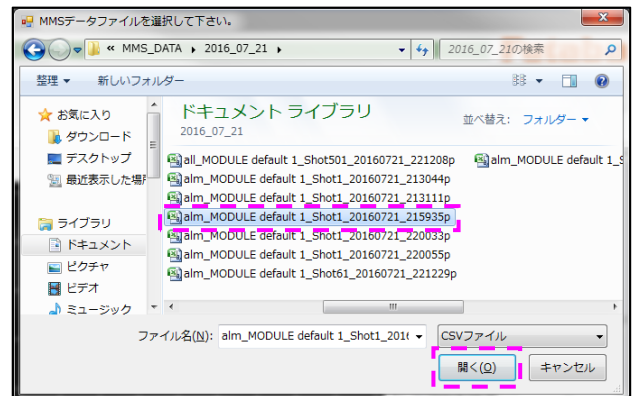 MMSデータファイルを選択して下さい。
« MMS_DATA 2016_07_21
2016_07_21の検索
整理 新しいフォルダー
お気に入り
ダウンロード
デスクトップ
最近表示した場所
ライブラリ
ドキュメント
ピクチャ
ビデオ
ミュージック
ドキュメント ライブラリ
2016_07_21
並べ替え: フォルダー
all_MODULE default 1_Shot501_20160721_221208p
alm_MODULE default 1_Shot1_20160721_213044p
alm_MODULE default 1_Shot1_20160721_213111p
alm_MODULE default 1_Shot1_20160721_215935p
alm_MODULE default 1_Shot1_20160721_220033p
alm_MODULE default 1_Shot1_20160721_220055p
alm_MODULE default 1_Shot61_20160721_221229p
alm_MODULE default 1_S
ファイル名(N): alm_MODULE default 1_Shot1_201
CSVファイル
開く(O) キャンセル